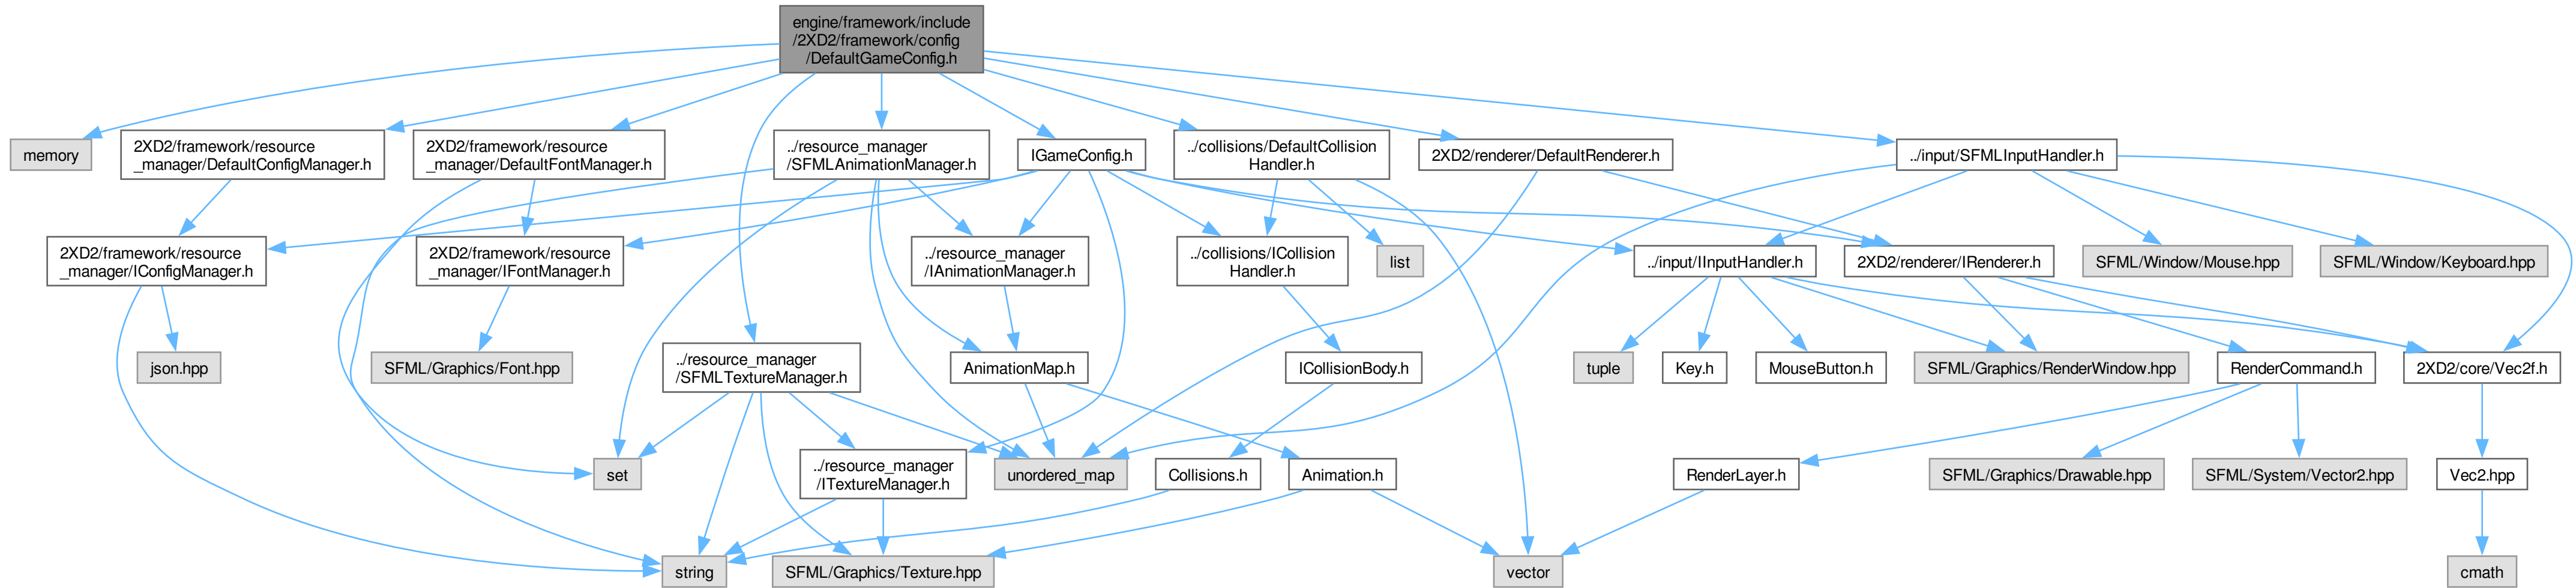 engine/framework/include
/2XD2/framework/config
/DefaultGameConfig.h
memory
2XD2/framework/resource
_manager/DefaultConfigManager.h
2XD2/framework/resource
_manager/DefaultFontManager.h
../resource_manager
/SFMLAnimationManager.h
IGameConfig.h
../collisions/DefaultCollision
Handler.h
2XD2/renderer/DefaultRenderer.h
../input/SFMLInputHandler.h
2XD2/framework/resource
_manager/IConfigManager.h
2XD2/framework/resource
_manager/IFontManager.h
../resource_manager
/IAnimationManager.h
../collisions/ICollision
Handler.h
list
../input/IInputHandler.h
2XD2/renderer/IRenderer.h
SFML/Window/Mouse.hpp
SFML/Window/Keyboard.hpp
json.hpp
SFML/Graphics/Font.hpp
../resource_manager
/SFMLTextureManager.h
AnimationMap.h
ICollisionBody.h
tuple
Key.h
MouseButton.h
SFML/Graphics/RenderWindow.hpp
RenderCommand.h
2XD2/core/Vec2f.h
set
../resource_manager
/ITextureManager.h
unordered_map
Collisions.h
Animation.h
RenderLayer.h
SFML/Graphics/Drawable.hpp
SFML/System/Vector2.hpp
Vec2.hpp
string
SFML/Graphics/Texture.hpp
vector
cmath